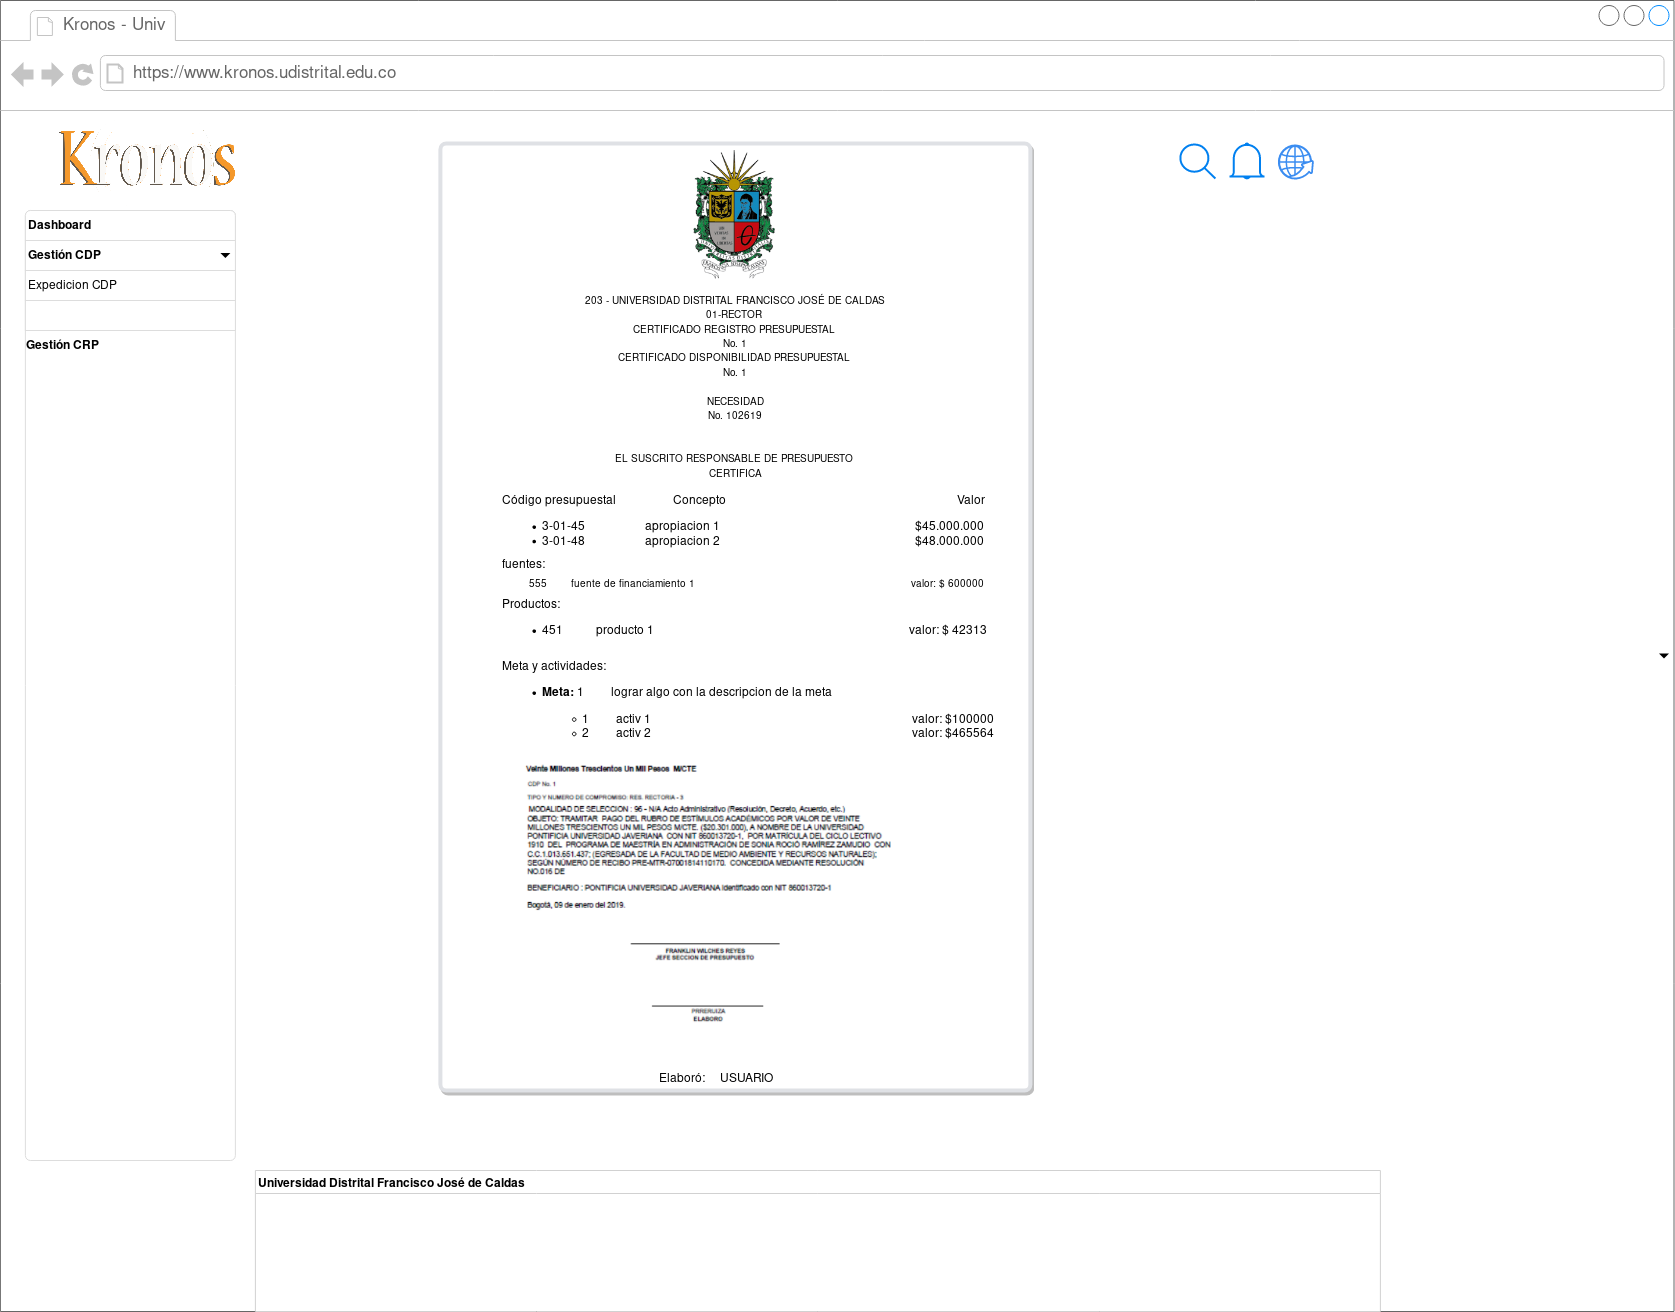 Kronos - Univ
https://www.kronos.udistrital.edu.co
Kronos
Dashboard
Gestión CDP
Expedicion CDP
Gestión CRP
203 - UNIVERSIDAD DISTRITAL FRANCISCO JOSÉ DE CALDAS
01-RECTOR
CERTIFICADO REGISTRO PRESUPUESTAL
No. 1
CERTIFICADO DISPONIBILIDAD PRESUPUESTAL
No. 1
NECESIDAD
No. 102619
EL SUSCRITO RESPONSABLE DE PRESUPUESTO
CERTIFICA
Código presupuestal Concepto Valor
• 3-01-45 apropiacion 1 $45.000.000
• 3-01-48 apropiacion 2 $48.000.000
fuentes:
555 fuente de financiamiento 1 valor: $ 600000
Productos:
• 451 producto 1 valor: $ 42313
Meta y actividades:
• Meta: 1 lograr algo con la descripcion de la meta
◦ 1 activ 1 valor: $100000
◦ 2 activ 2 valor: $465564
Veinte Millones Trescientos Un Mil Pesos M/CTE
CDP No. 1
TIPO Y NUMERO DE COMPROMISO: RES. RECTORIA - 3
MODALIDAD DE SELECCION : 96 - N/A Acto Administrativo (Resolución, Decreto, Acuerdo, etc.)
OBJETO: TRAMITAR PAGO DEL RUBRO DE ESTÍMULOS ACADÉMICOS POR VALOR DE VEINTE
MILLONES TRESCIENTOS UN MIL PESOS M/CTE. ($20.301.000), A NOMBRE DE LA UNIVERSIDAD
PONTIFICIA UNIVERSIDAD JAVERIANA CON NIT 860013720-1, POR MATRÍCULA DEL CICLO LECTIVO
1910 DEL PROGRAMA DE MAESTRÍA EN ADMINISTRACIÓN DE SONIA ROCIÓ RAMÍREZ ZAMUDIO CON
C.C.1.013.651.437; (EGRESADA DE LA FACULTAD DE MEDIO AMBIENTE Y RECURSOS NATURALES);
SEGÚN NÚMERO DE RECIBO PRE-MTR-07001814110170. CONCEDIDA MEDIANTE RESOLUCIÓN
NO.016 DE
BENEFICIARIO : PONTIFICIA UNIVERSIDAD JAVERIANA Identificado con NIT 860013720-1
Bogotá, 09 de enero del 2019.
FRANKLIN WILCHES REYES
JEFE SECCION DE PRESUPUESTO
PRRERUIZA
ELABORO
Elaboró: USUARIO
Universidad Distrital Francisco José de Caldas